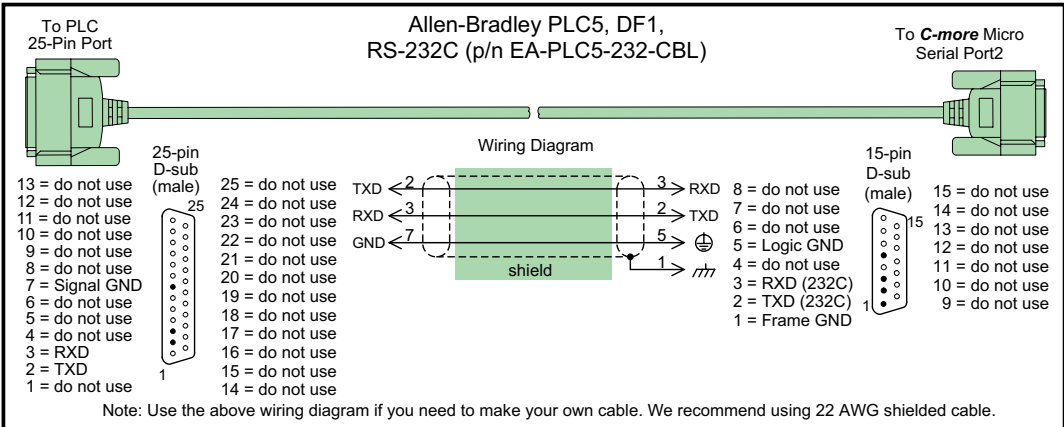 Allen-Bradley PLC5, DF1,
RS-232C (p/n EA-PLC5-232-CBL)
To PLC
25-Pin Port
To C-more Micro
Serial Port2
Wiring Diagram
25-pin
D-sub
(male)
25
1
13 = do not use
12 = do not use
11 = do not use
10 = do not use
9 = do not use
8 = do not use
7 = Signal GND
6 = do not use
5 = do not use
4 = do not use
3 = RXD
2 = TXD
1 = do not use
25 = do not use
24 = do not use
23 = do not use
22 = do not use
21 = do not use
20 = do not use
19 = do not use
18 = do not use
17 = do not use
16 = do not use
15 = do not use
14 = do not use
TXD 2 3 RXD
RXD 3 2 TXD
GND 7 5
1
shield
8 = do not use
7 = do not use
6 = do not use
5 = Logic GND
4 = do not use
3 = RXD (232C)
2 = TXD (232C)
1 = Frame GND
15-pin
D-sub
(male)
15
1
15 = do not use
14 = do not use
13 = do not use
12 = do not use
11 = do not use
10 = do not use
9 = do not use
Note: Use the above wiring diagram if you need to make your own cable. We recommend using 22 AWG shielded cable.